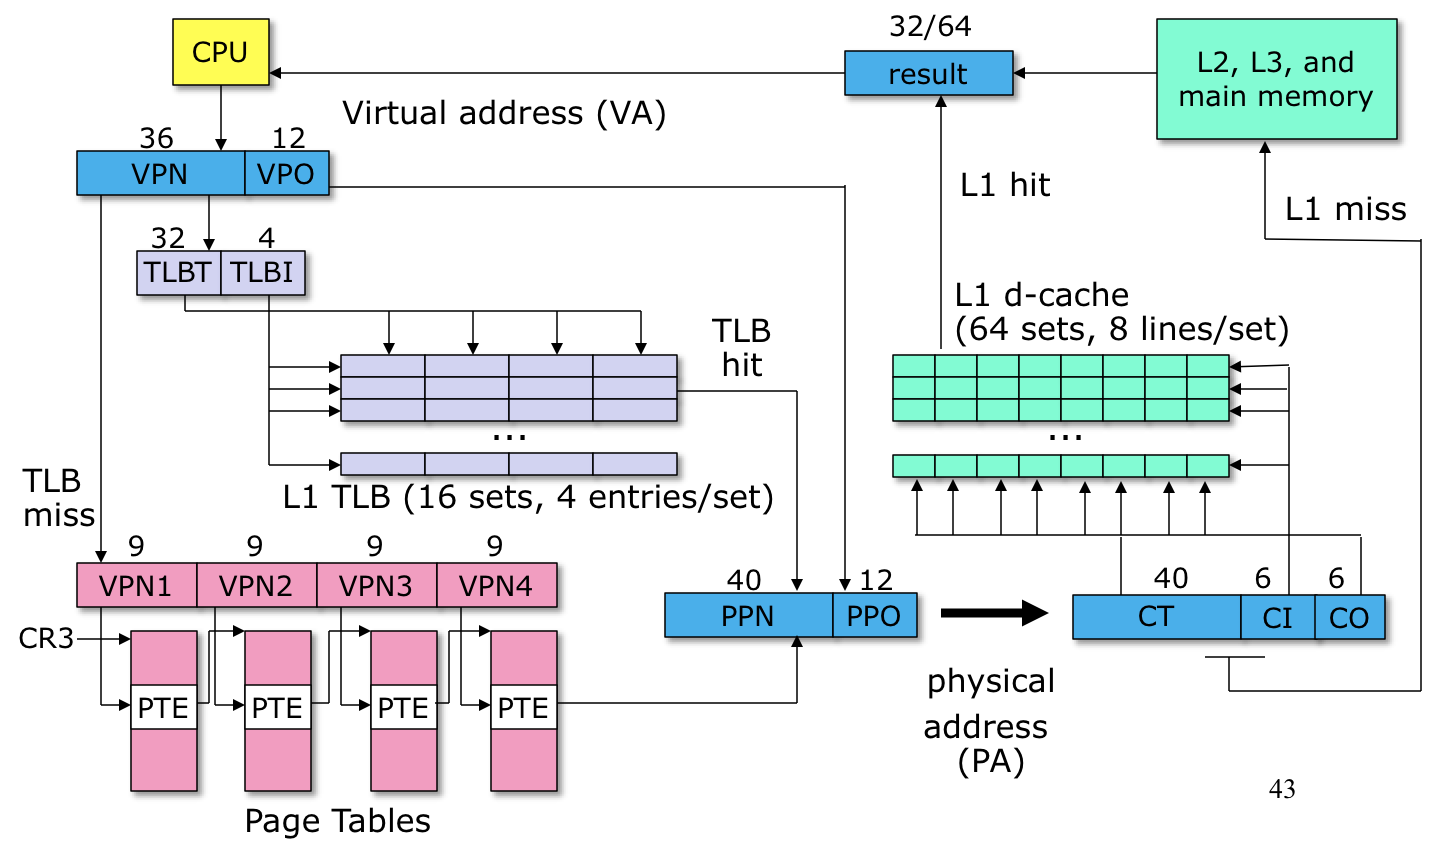 32/64
CPU
result
L2, L3, and
main memory
Virtual address (VA)
36
12
VPN
VPO
L1 hit
L1 miss
32
4
TLBT
TLBI
L1 d-cache
(64 sets, 8 lines/set)
TLB
hit
...
...
TLB
miss
L1 TLB (16 sets, 4 entries/set)
9
9
9
9
VPN1
VPN2
VPN3
VPN4
40
12
PPN
PPO
40
6
6
CT
CI
CO
CR3
PTE
PTE
PTE
PTE
physical
address
(PA)
43
Page Tables